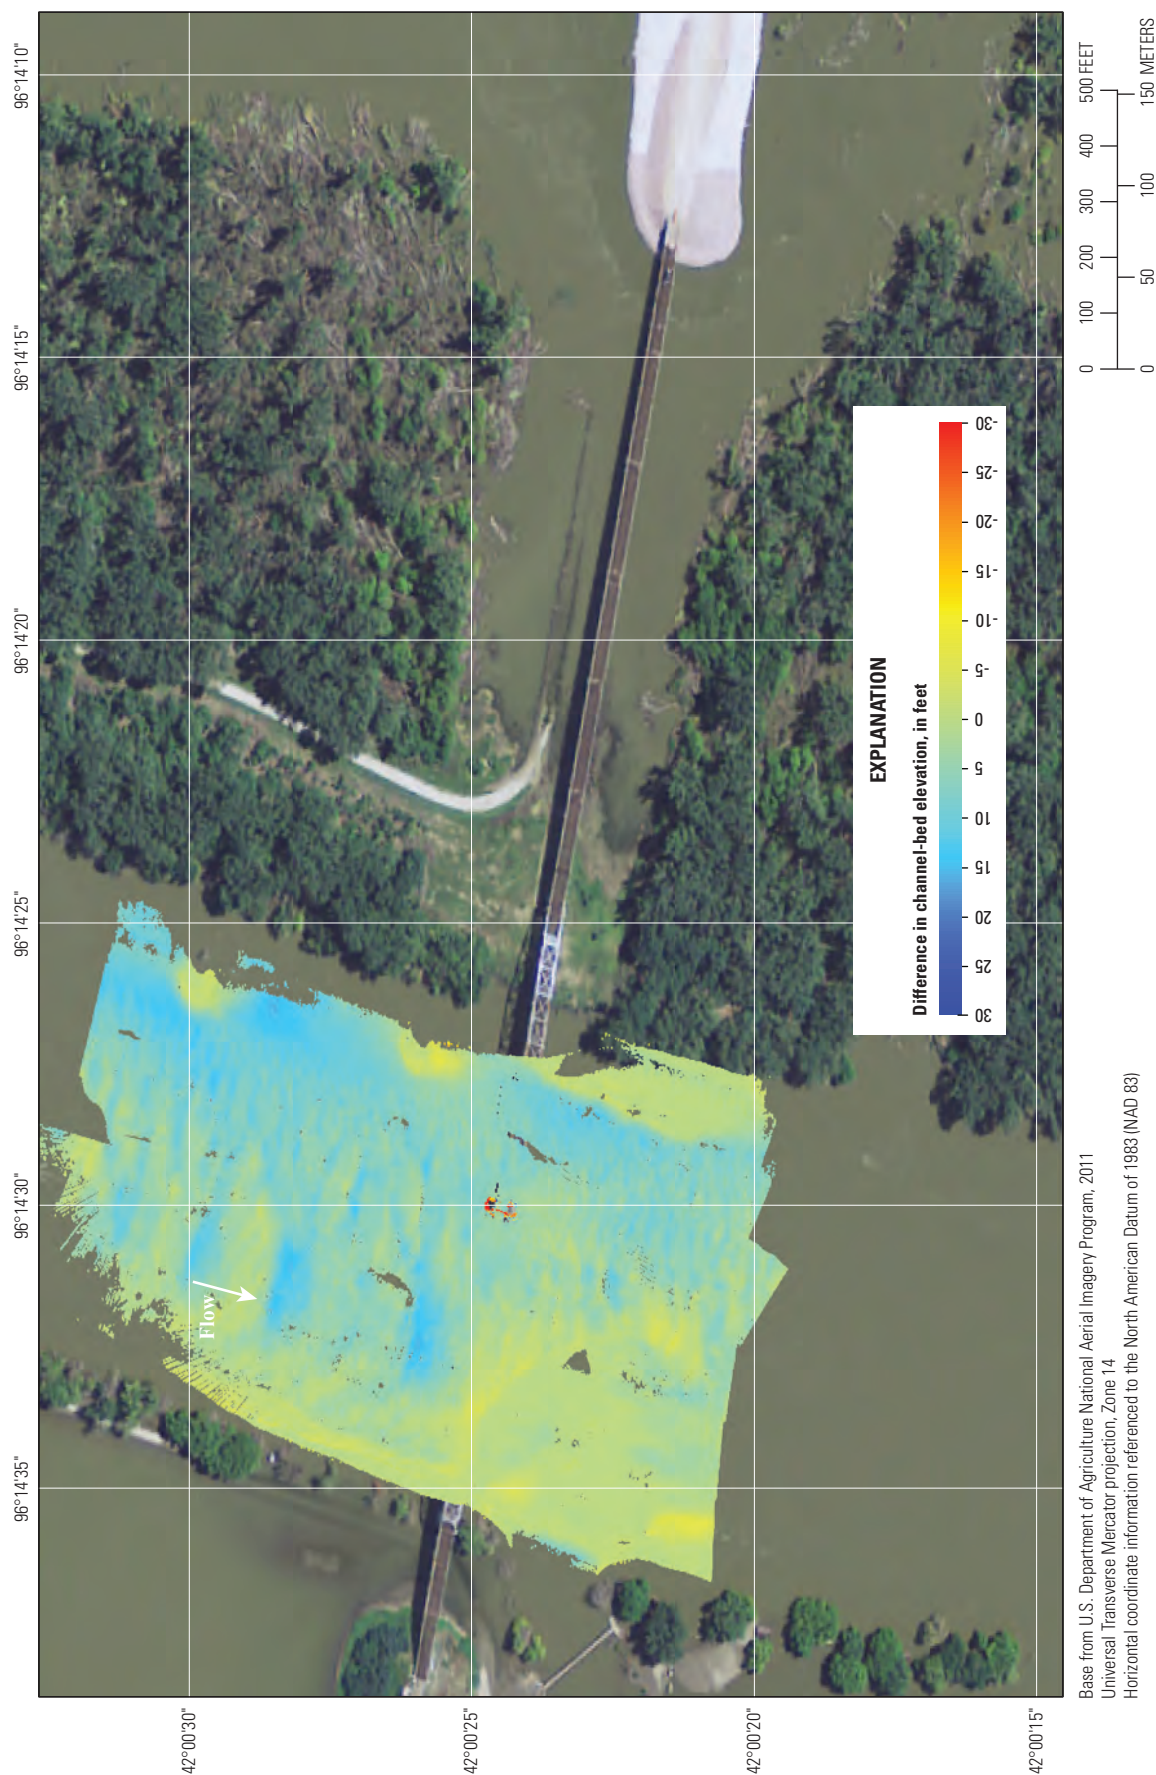 96°14'35"
96°14'30"
96°14'25"
96°14'20"
96°14'15"
96°14'10"
42°00'30"
42°00'25"
42°00'20"
42°00'15"
Flow
EXPLANATION
Difference in channel-bed elevation, in feet
30 25 20 15 10 5 0 -5 -10 -15 -20 -25 -30
Base from U.S. Department of Agriculture National Aerial Imagery Program, 2011
Universal Transverse Mercator projection, Zone 14
Horizontal coordinate information referenced to the North American Datum of 1983 (NAD 83)
0 100 200 300 400 500 FEET
0 50 100 150 METERS